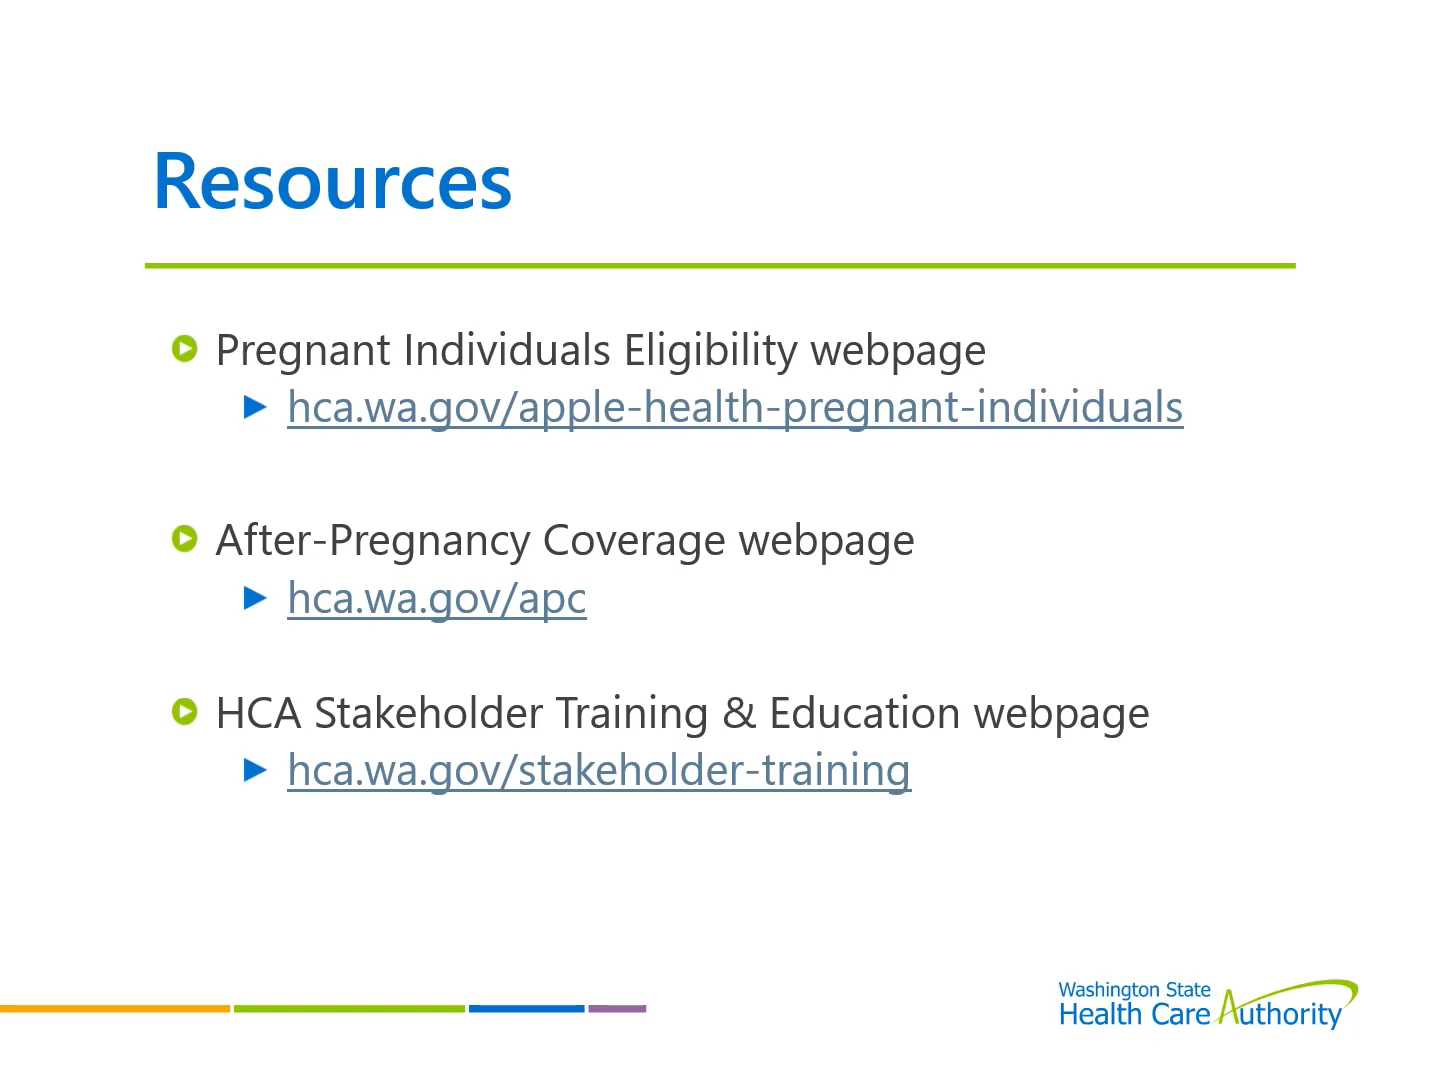 Resources
Pregnant Individuals Eligibility webpage
hca.wa.gov/apple-health-pregnant-individuals
After-Pregnancy Coverage webpage
hca.wa.gov/apc
HCA Stakeholder Training & Education webpage
hca.wa.gov/stakeholder-training
Washington State
Health Care Authority